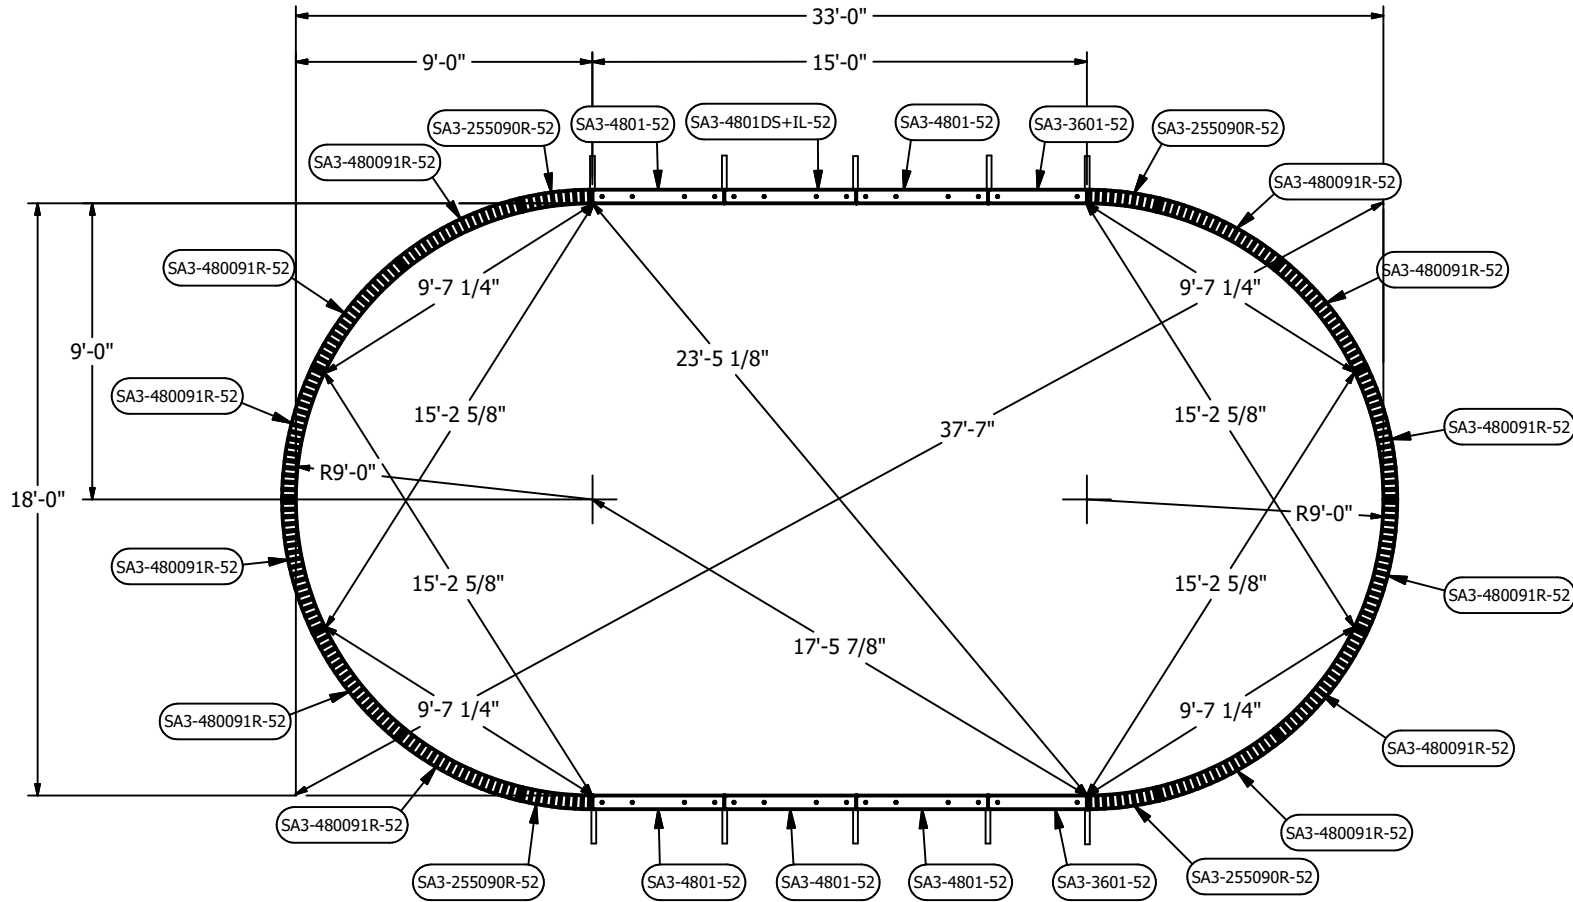 33'-0"
9'-0"
15'-0"
SA3-255090R-52
SA3-4801-52
SA3-4801DS+IL-52
SA3-4801-52
SA3-3601-52
SA3-255090R-52
SA3-480091R-52
SA3-480091R-52
SA3-480091R-52
SA3-480091R-52
9'-7 1/4"
9'-7 1/4"
9'-0"
23'-5 1/8"
SA3-480091R-52
15'-2 5/8"
15'-2 5/8"
37'-7"
SA3-480091R-52
R9'-0"
18'-0"
R9'-0"
SA3-480091R-52
15'-2 5/8"
15'-2 5/8"
SA3-480091R-52
17'-5 7/8"
9'-7 1/4"
9'-7 1/4"
SA3-480091R-52
SA3-480091R-52
SA3-480091R-52
SA3-480091R-52
SA3-255090R-52
SA3-4801-52
SA3-4801-52
SA3-4801-52
SA3-3601-52
SA3-255090R-52